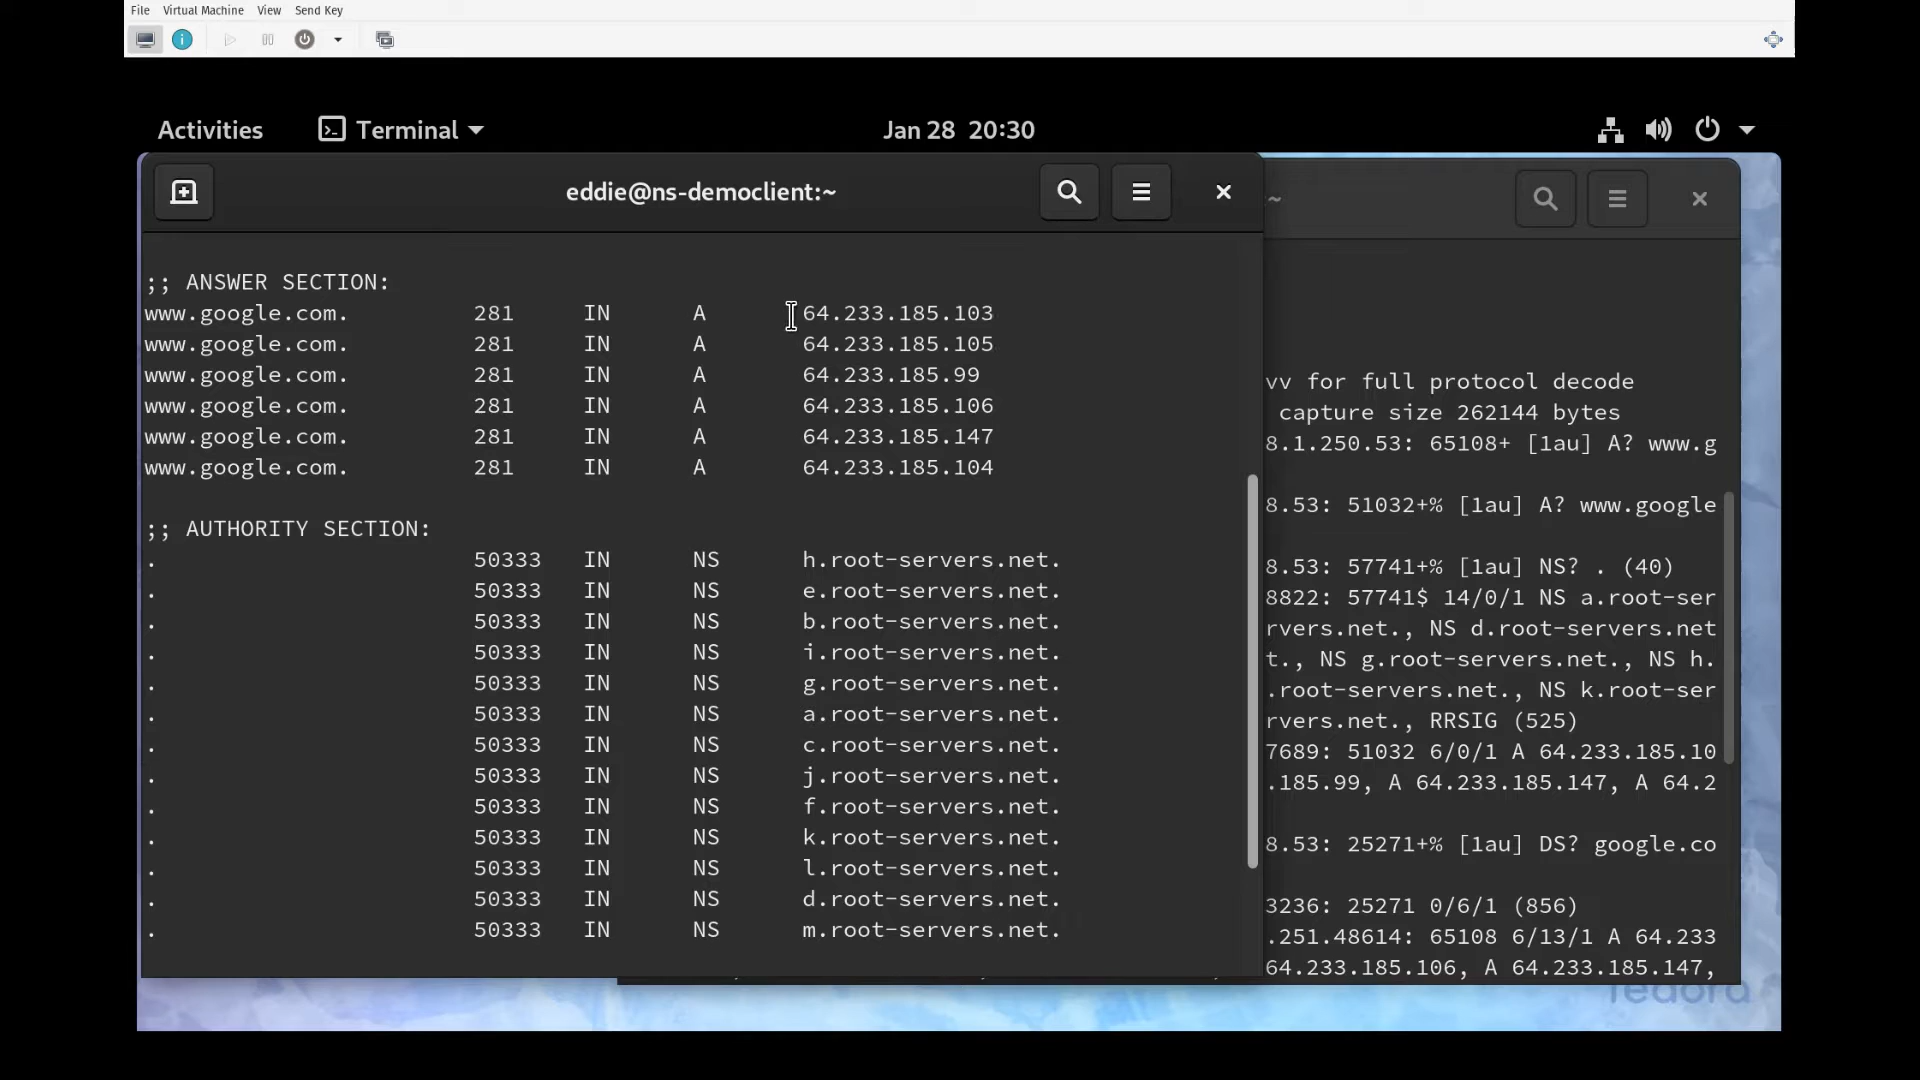 File Virtual Machine View Send Key
Activities Terminal Jan 28 20:30
eddie@ns-democlient:~
;; ANSWER SECTION:
www.google.com. 281 IN A 64.233.185.103
www.google.com. 281 IN A 64.233.185.105
www.google.com. 281 IN A 64.233.185.99
www.google.com. 281 IN A 64.233.185.106
www.google.com. 281 IN A 64.233.185.147
www.google.com. 281 IN A 64.233.185.104
;; AUTHORITY SECTION:
. 50333 IN NS h.root-servers.net.
. 50333 IN NS e.root-servers.net.
. 50333 IN NS b.root-servers.net.
. 50333 IN NS i.root-servers.net.
. 50333 IN NS g.root-servers.net.
. 50333 IN NS a.root-servers.net.
. 50333 IN NS c.root-servers.net.
. 50333 IN NS j.root-servers.net.
. 50333 IN NS f.root-servers.net.
. 50333 IN NS k.root-servers.net.
. 50333 IN NS l.root-servers.net.
. 50333 IN NS d.root-servers.net.
. 50333 IN NS m.root-servers.net.
~
vv for full protocol decode
capture size 262144 bytes
8.1.250.53: 65108+ [1au] A? www.g
8.53: 51032+% [1au] A? www.google
8.53: 57741+% [1au] NS? . (40)
8822: 57741$ 14/0/1 NS a.root-ser
rvers.net., NS d.root-servers.net
t., NS g.root-servers.net., NS h.
.root-servers.net., NS k.root-ser
rvers.net., RRSIG (525)
7689: 51032 6/0/1 A 64.233.185.10
.185.99, A 64.233.185.147, A 64.2
8.53: 25271+% [1au] DS? google.co
3236: 25271 0/6/1 (856)
.251.48614: 65108 6/13/1 A 64.233
64.233.185.106, A 64.233.185.147,
fedora